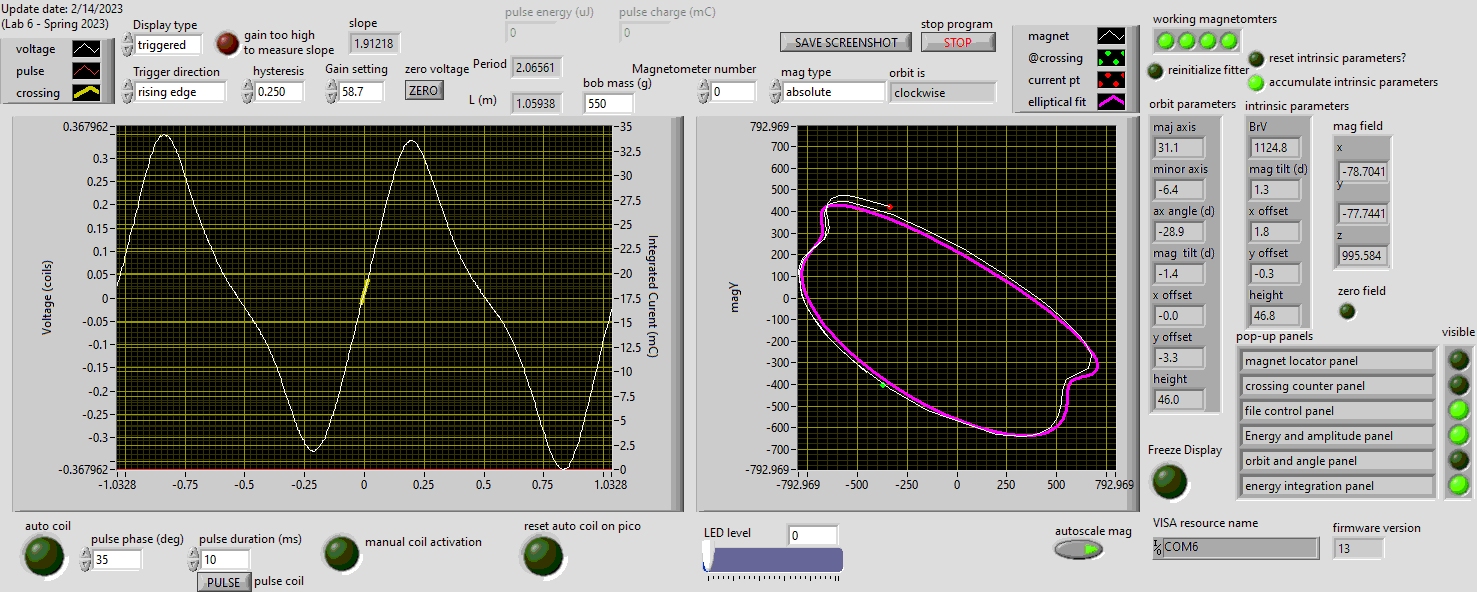 Update date: 2/14/2023
(Lab 6 - Spring 2023)
voltage
pulse
crossing
Display type
triggered
gain too high
to measure slope
slope
1.91218
Trigger direction
rising edge
hysteresis
0.250
Gain setting
58.7
zero voltage
ZERO
pulse energy (uJ)
0
pulse charge (mC)
0
Period
2.06561
L (m)
1.05938
bob mass (g)
550
SAVE SCREENSHOT
stop program
STOP
Magnetometer number
0
mag type
absolute
orbit is
clockwise
magnet
@crossing
current pt
elliptical fit
working magnetomters
reinitialize fitter
reset intrinsic parameters?
accumulate intrinsic parameters
Voltage (coils)
0.367962
0.3
0.25
0.2
0.15
0.1
0.05
0
-0.05
-0.1
-0.15
-0.2
-0.25
-0.3
-0.367962
-1.0328
-0.75
-0.5
-0.25
0
0.25
0.5
0.75
1.0328
35
32.5
30
27.5
25
22.5
20
17.5
15
12.5
10
7.5
5
2.5
0
Integrated Current (mC)
magY
792.969
700
600
500
400
300
200
100
0
-100
-200
-300
-400
-500
-600
-700
-792.969
-792.969
-500
-250
0
250
500
792.969
orbit parameters
maj axis
31.1
minor axis
-6.4
ax angle (d)
-28.9
mag tilt (d)
-1.4
x offset
-0.0
y offset
-3.3
height
46.0
intrinsic parameters
BrV
1124.8
mag tilt (d)
1.3
x offset
1.8
y offset
-0.3
height
46.8
mag field
x
-78.7041
y
-77.7441
z
995.584
zero field
pop-up panels
visible
magnet locator panel
crossing counter panel
file control panel
Energy and amplitude panel
orbit and angle panel
energy integration panel
Freeze Display
auto coil
pulse phase (deg)
35
pulse duration (ms)
10
PULSE
pulse coil
manual coil activation
reset auto coil on pico
LED level
0
autoscale mag
VISA resource name
COM6
firmware version
13